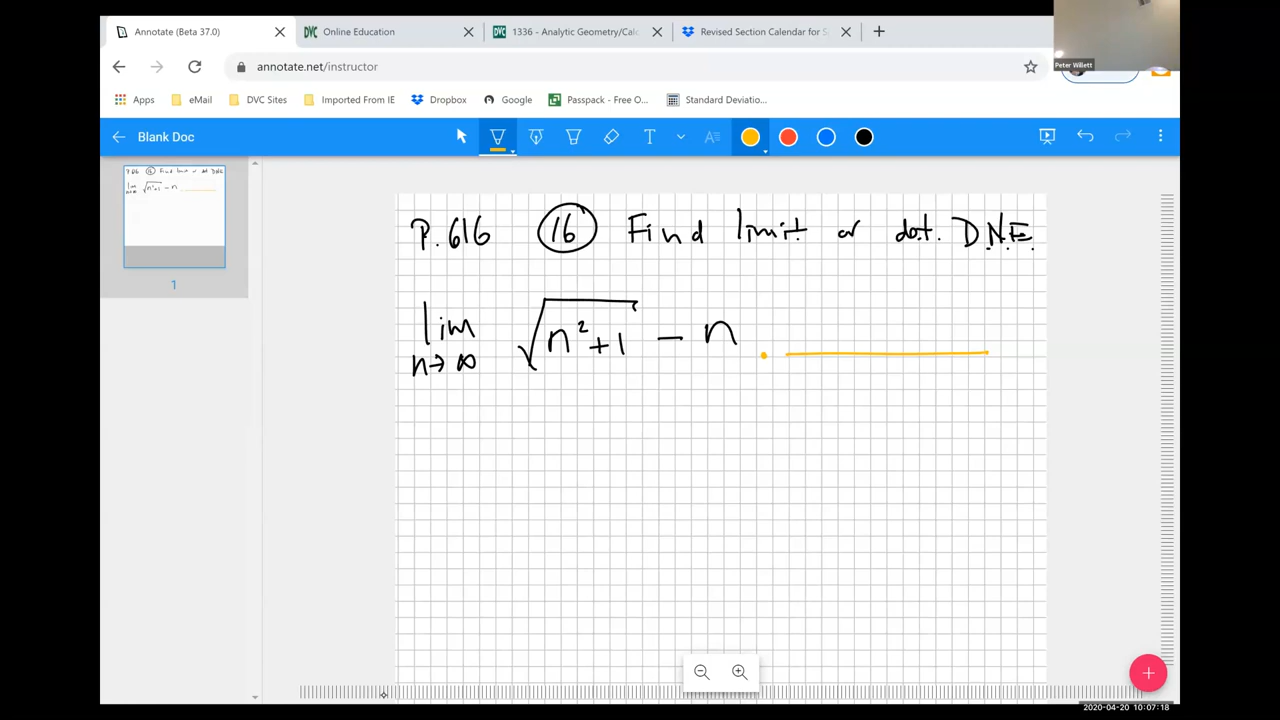 Annotate (Beta 37.0)
Online Education
1336 - Analytic Geometry/Calc
Revised Section Calendar for S
Peter Willett
annotate.net/instructor
Apps
eMail
DVC Sites
Imported From IE
Dropbox
Google
Passpack - Free O...
Standard Deviatio...
Blank Doc
P.616 (16) Find limit or det. D.N.E.
lim n→∞ √(n²+1) - n
1
2020-04-20 10:07:18